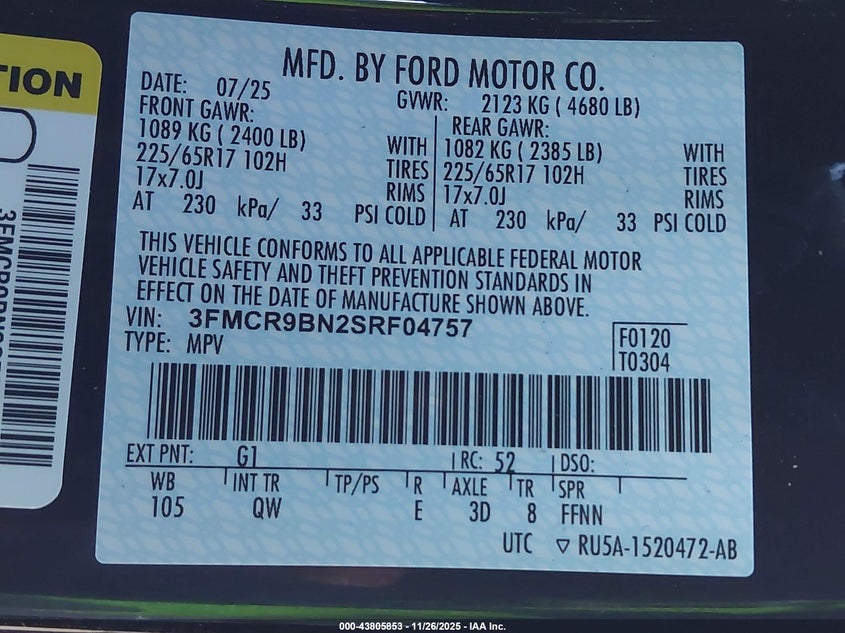 TION
3FMCR9BN2S
MFD. BY FORD MOTOR CO.
DATE: 07/25
GVWR: 2123 KG ( 4680 LB)
FRONT GAWR:
1089 KG ( 2400 LB) WITH
225/65R17 102H TIRES
17x7.0J RIMS
AT 230 kPa/ 33 PSI COLD
REAR GAWR:
1082 KG ( 2385 LB) WITH
225/65R17 102H TIRES
17x7.0J RIMS
AT 230 kPa/ 33 PSI COLD
THIS VEHICLE CONFORMS TO ALL APPLICABLE FEDERAL MOTOR
VEHICLE SAFETY AND THEFT PREVENTION STANDARDS IN
EFFECT ON THE DATE OF MANUFACTURE SHOWN ABOVE.
VIN: 3FMCR9BN2SRF04757
TYPE: MPV
F0120
T0304
EXT PNT: G1 RC: 52 DSO:
WB INT TR TP/PS R AXLE TR SPR
105 QW E 3D 8 FFNN
UTC ▽ RU5A-1520472-AB
000-43805853 - 11/26/2025 - IAA Inc.